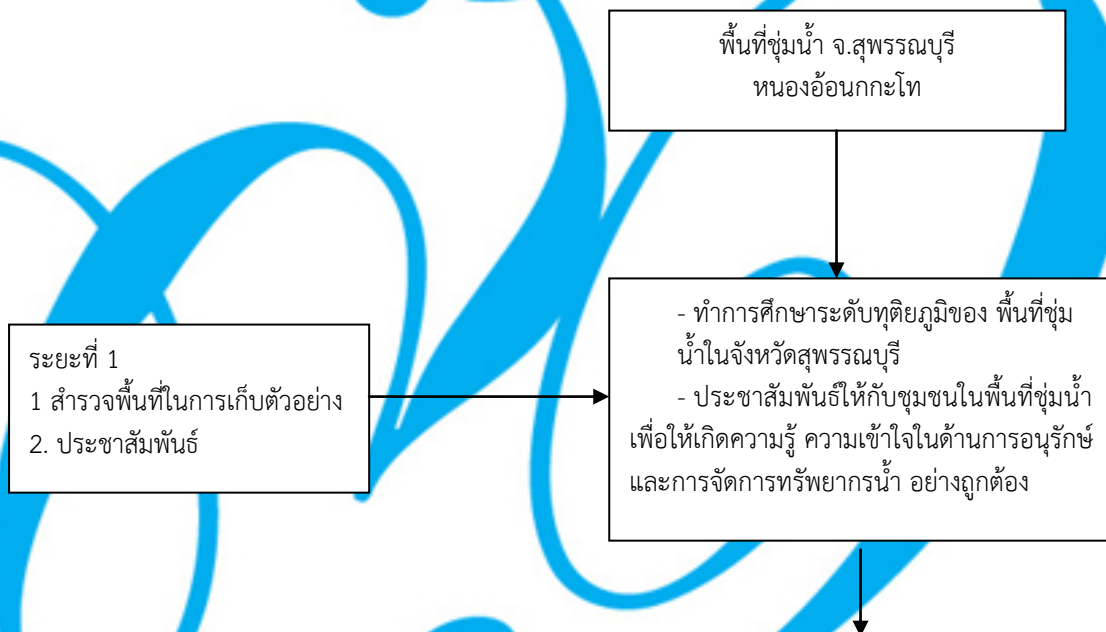 พื้นที่ชุ่มน้ำ จ.สุพรรณบุรี
หนองอ้อนกกะโท
ระยะที่ 1
1 สำรวจพื้นที่ในการเก็บตัวอย่าง
2. ประชาสัมพันธ์
- ทำการศึกษาระดับทุติยภูมิของ พื้นที่ชุ่ม
น้ำในจังหวัดสุพรรณบุรี
- ประชาสัมพันธ์ให้กับชุมชนในพื้นที่ชุ่มน้ำ
เพื่อให้เกิดความรู้ ความเข้าใจในด้านการอนุรักษ์
และการจัดการทรัพยากรน้ำ อย่างถูกต้อง